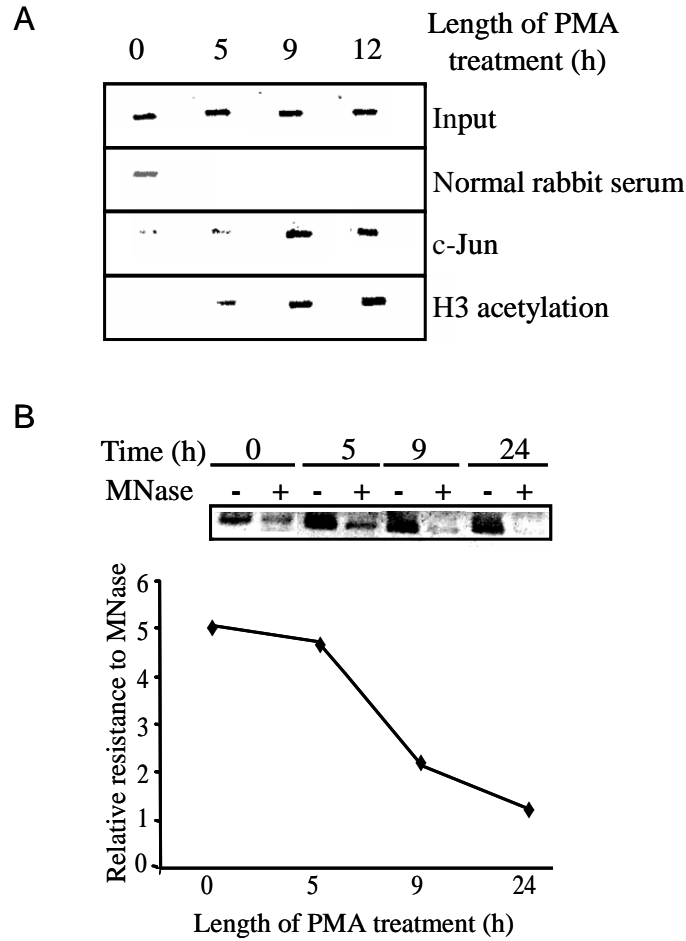 A
0 5 9 12 Length of PMA
treatment (h)
Input
Normal rabbit serum
c-Jun
H3 acetylation
B
Time (h) 0 5 9 24
MNase - + - + - + - +
Relative resistance to MNase
6
5
4
3
2
1
0
0 5 9 24
Length of PMA treatment (h)